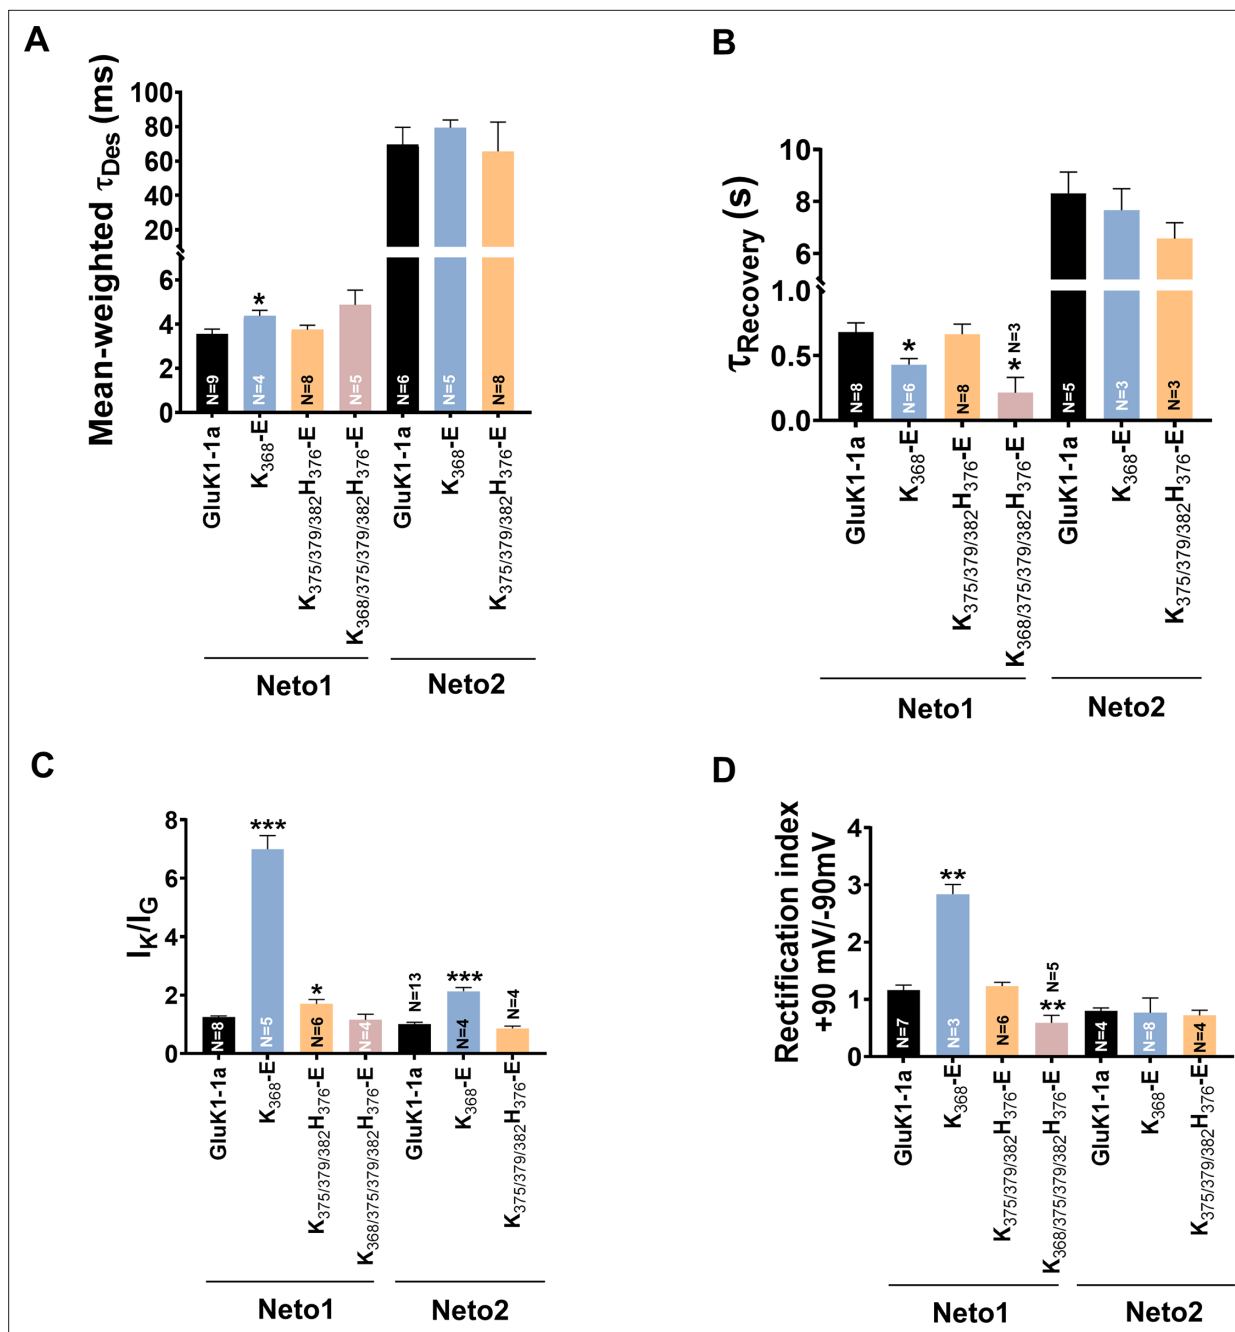 A
Mean-weighted τDes (ms)
100
80
60
40
20
6
4
2
0
*
N=9
N=4
N=8
N=5
N=6
N=5
N=8
GluK1-1a
K368-E
K375/379/382H376-E
K368/375/379/382H376-E
GluK1-1a
K368-E
K375/379/382H376-E
Neto1
Neto2
B
τRecovery (s)
10
8
6
1.0
0.5
0.0
*
*
N=8
N=6
N=8
N=3
N=5
N=3
N=3
GluK1-1a
K368-E
K375/379/382H376-E
K368/375/379/382H376-E
GluK1-1a
K368-E
K375/379/382H376-E
Neto1
Neto2
C
IK/IG
8
6
4
2
0
***
*
***
N=8
N=5
N=6
N=4
N=13
N=4
N=4
GluK1-1a
K368-E
K375/379/382H376-E
K368/375/379/382H376-E
GluK1-1a
K368-E
K375/379/382H376-E
Neto1
Neto2
D
Rectification index
+90 mV/-90mV
4
3
2
1
0
**
**
N=7
N=3
N=6
N=5
N=4
N=8
N=4
GluK1-1a
K368-E
K375/379/382H376-E
K368/375/379/382H376-E
GluK1-1a
K368-E
K375/379/382H376-E
Neto1
Neto2